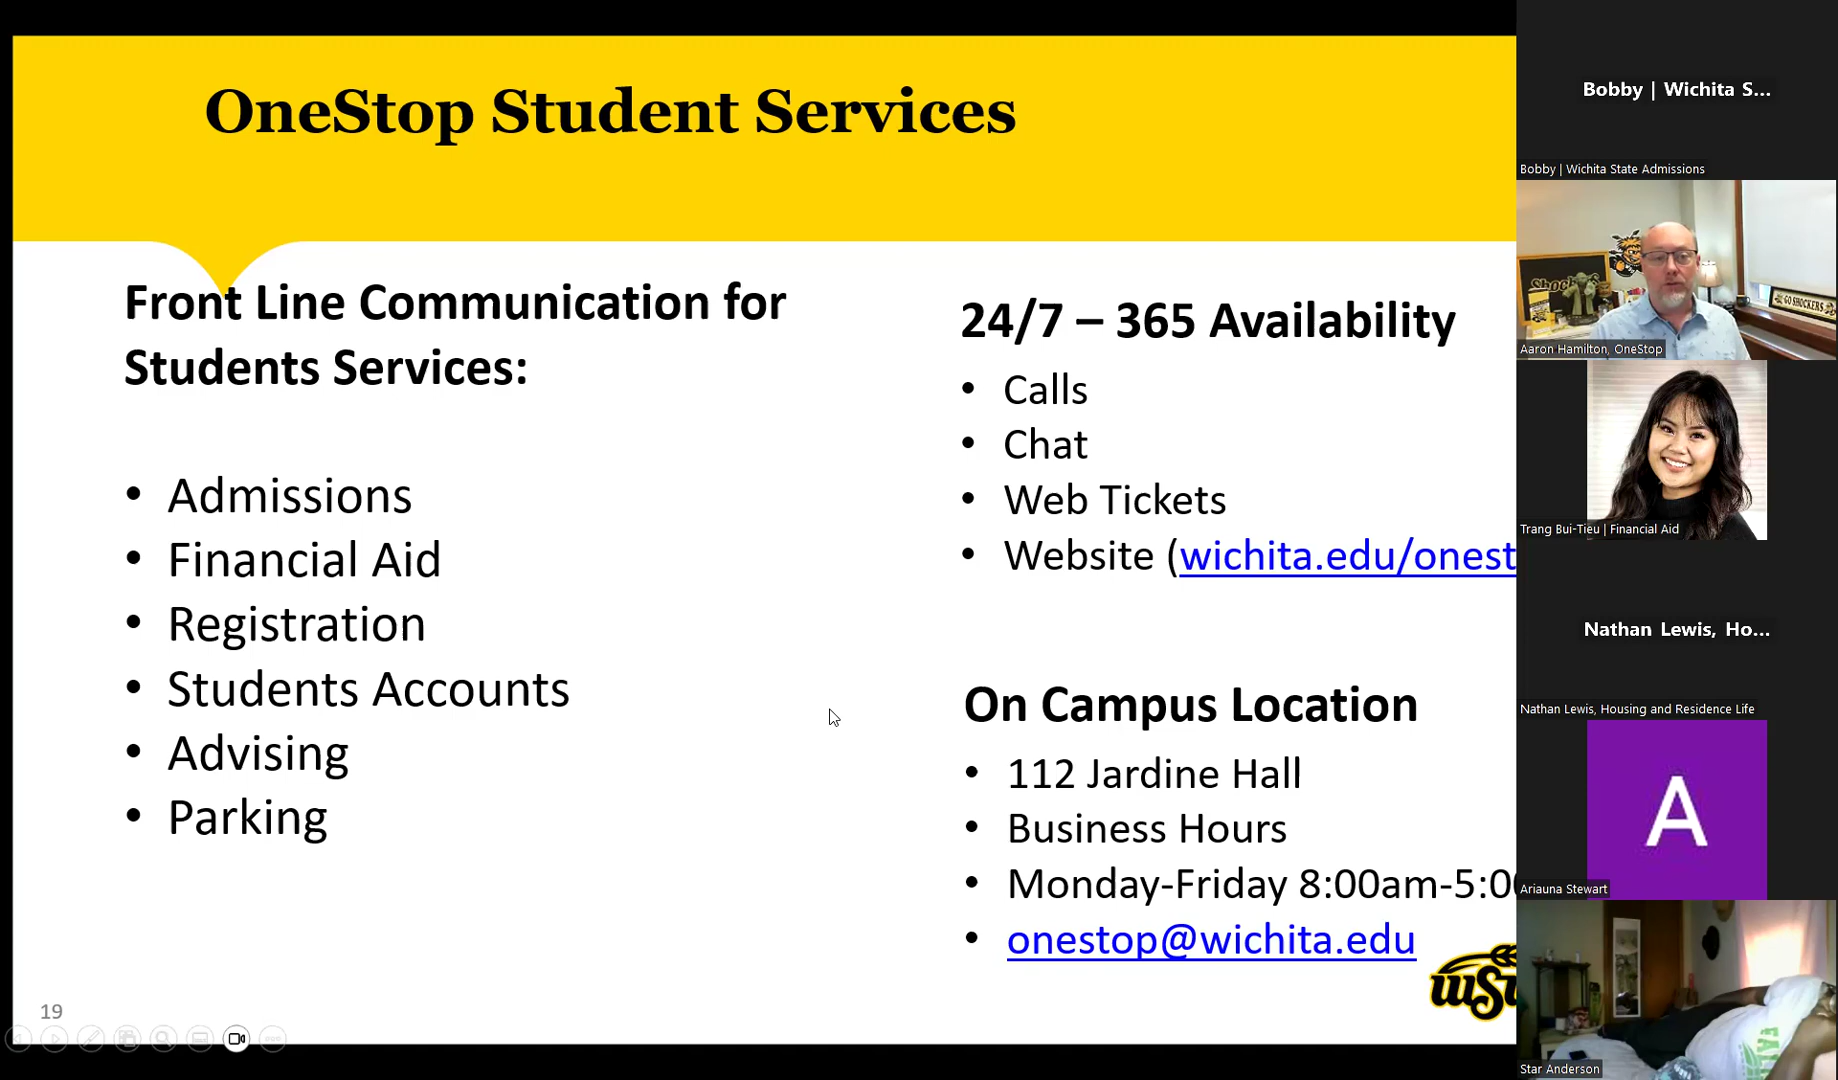 OneStop Student Services
Front Line Communication for
Students Services:
• Admissions
• Financial Aid
• Registration
• Students Accounts
• Advising
• Parking
24/7 – 365 Availability
• Calls
• Chat
• Web Tickets
• Website (wichita.edu/onest
On Campus Location
• 112 Jardine Hall
• Business Hours
• Monday-Friday 8:00am-5:0
• onestop@wichita.edu
wsu
19
Bobby | Wichita S...
Bobby | Wichita State Admissions
GO SHOCKERS
Aaron Hamilton, OneStop
Trang Bui-Tieu | Financial Aid
Nathan Lewis, Ho...
Nathan Lewis, Housing and Residence Life
A
Ariauna Stewart
Star Anderson